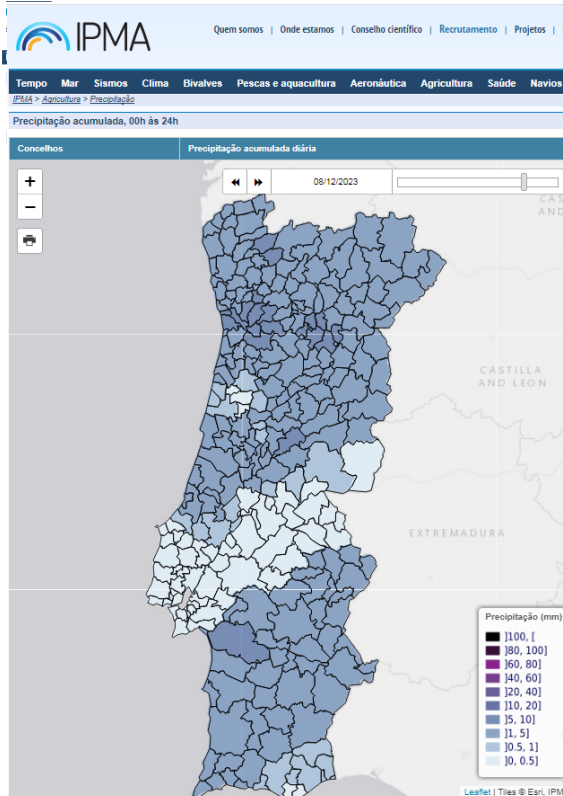 IPMA
Quem somos | Onde estamos | Conselho científico | Recrutamento | Projetos |
Tempo Mar Sismos Clima Bivalves Pescas e aquacultura Aeronáutica Agricultura Saúde Navios
IPMA > Agricultura > Precipitação
Precipitação acumulada, 00h às 24h
Concelhos Precipitação acumulada diária
+
−
08/12/2023
CAS
AND
CASTILLA
AND LEON
EXTREMADURA
Precipitação (mm)
]100, [
]80, 100]
]60, 80]
]40, 60]
]20, 40]
]10, 20]
]5, 10]
]1, 5]
]0.5, 1]
]0, 0.5]
Leaflet | Tiles © Esri, IPM